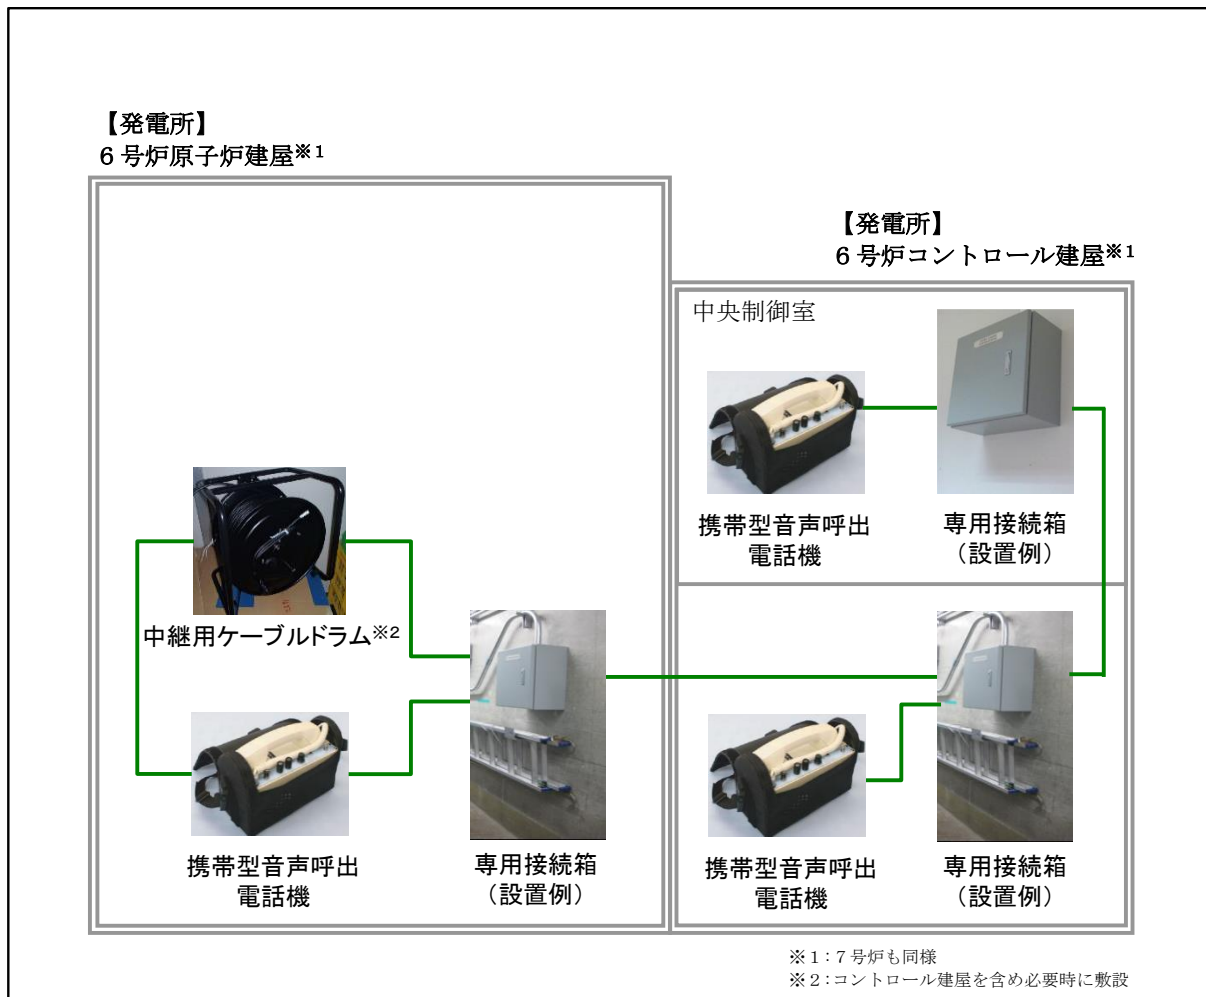 【発電所】
６号炉原子炉建屋※1
【発電所】
６号炉コントロール建屋※1
中央制御室
携帯型音声呼出
電話機
専用接続箱
（設置例）
中継用ケーブルドラム※2
携帯型音声呼出
電話機
専用接続箱
（設置例）
携帯型音声呼出
電話機
専用接続箱
（設置例）
※１：７号炉も同様
※２：コントロール建屋を含め必要時に敷設